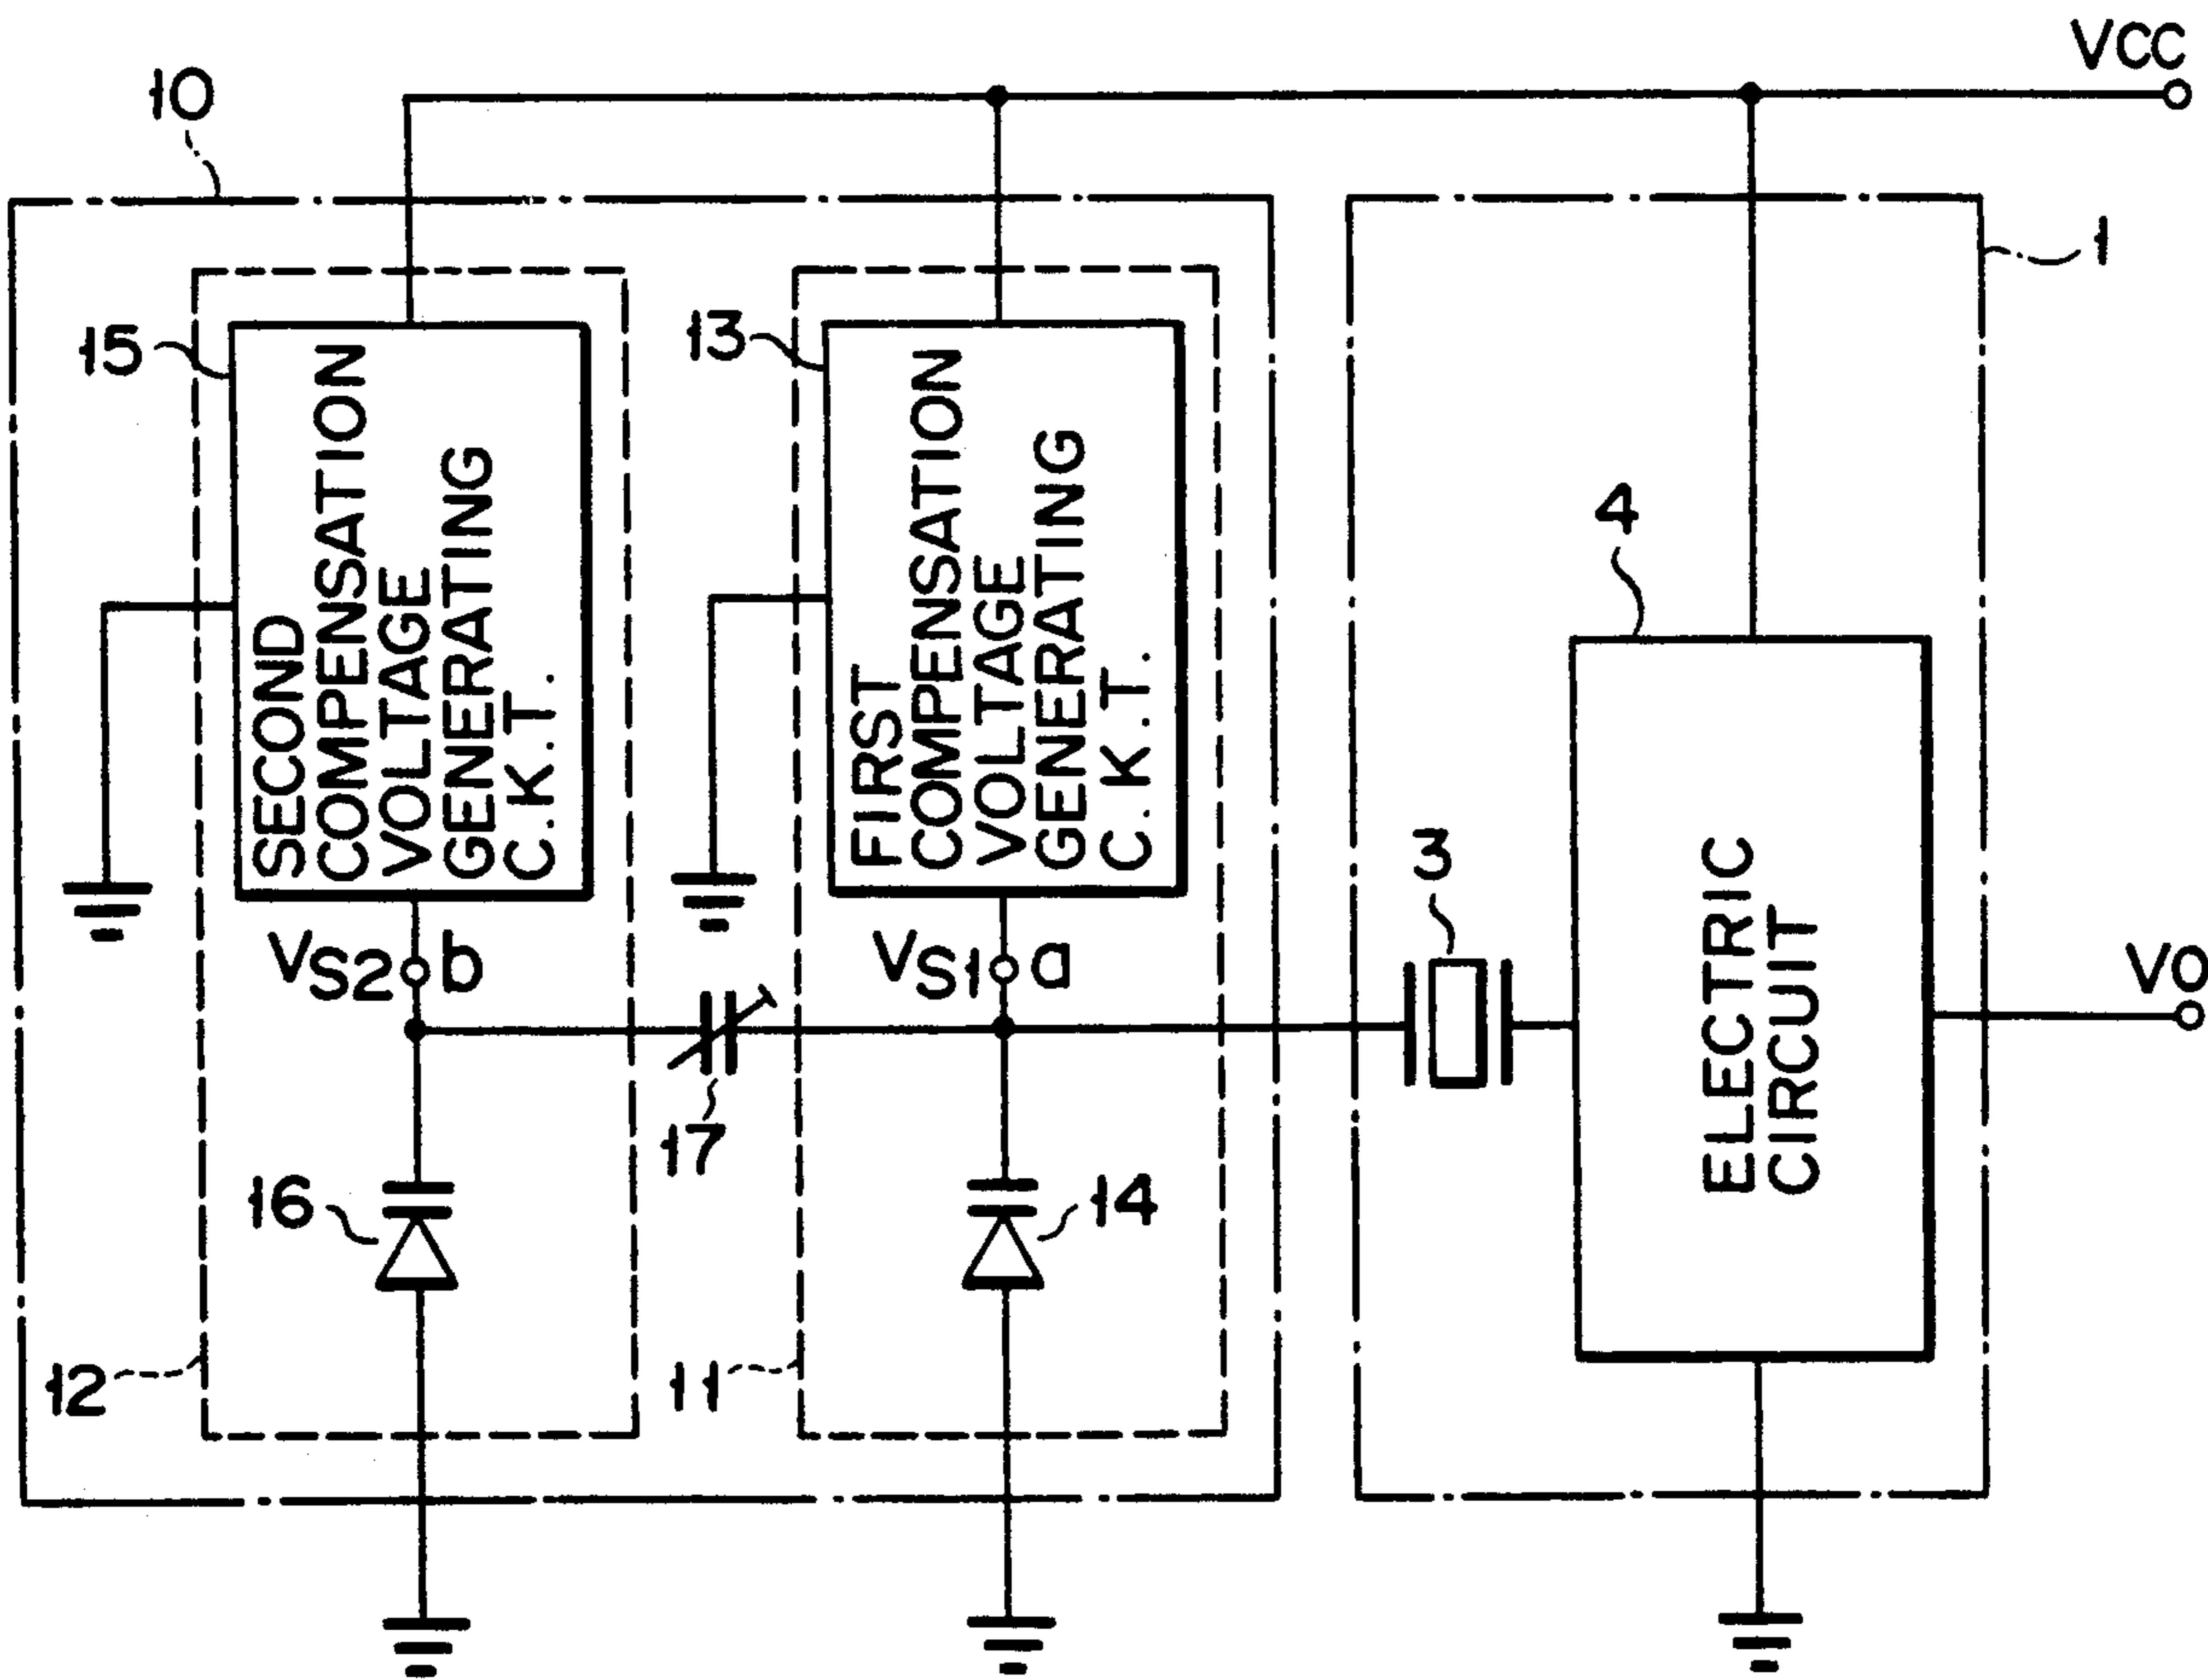 VCC
10
1
15
13
SECOND
COMPENSATION
VOLTAGE
GENERATING
C.K.T.
FIRST
COMPENSATION
VOLTAGE
GENERATING
C.K.T.
4
3
ELECTRIC
CIRCUIT
VS2
b
VS1
a
VO
17
16
14
12
11